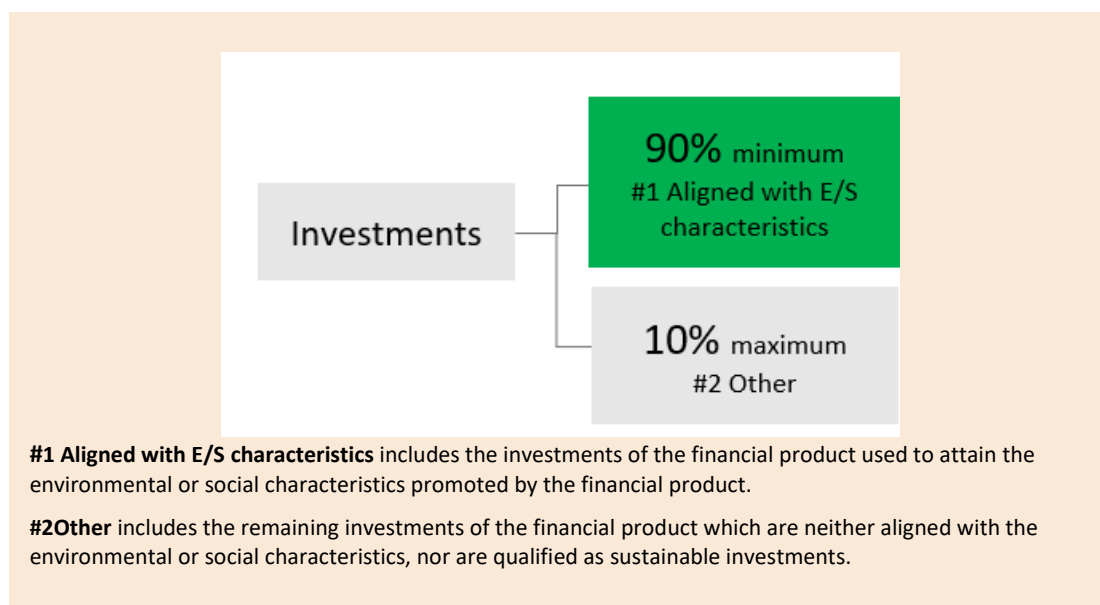 90% minimum
#1 Aligned with E/S
characteristics
Investments
10% maximum
#2 Other
#1 Aligned with E/S characteristics includes the investments of the financial product used to attain the
environmental or social characteristics promoted by the financial product.
#2Other includes the remaining investments of the financial product which are neither aligned with the
environmental or social characteristics, nor are qualified as sustainable investments.